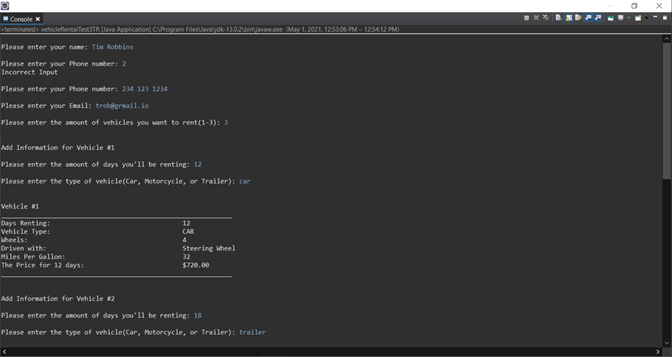 Console
<terminated> vehicleRentalTest3TR [Java Application] C:\Program Files\Java\jdk-13.0.2\bin\javaw.exe (May 1, 2021, 12:53:06 PM – 12:54:12 PM)
Please enter your name: Tim Robbins
Please enter your Phone number: 2
Incorrect Input
Please enter your Phone number: 234 123 1234
Please enter your Email: trob@grmail.io
Please enter the amount of vehicles you want to rent(1-3): 3
Add Information for Vehicle #1
Please enter the amount of days you'll be renting: 12
Please enter the type of vehicle(Car, Motorcycle, or Trailer): car
Vehicle #1
Days Renting: 12
Vehicle Type: CAR
Wheels: 4
Driven with: Steering Wheel
Miles Per Gallon: 32
The Price for 12 days: $720.00
Add Information for Vehicle #2
Please enter the amount of days you'll be renting: 18
Please enter the type of vehicle(Car, Motorcycle, or Trailer): trailer